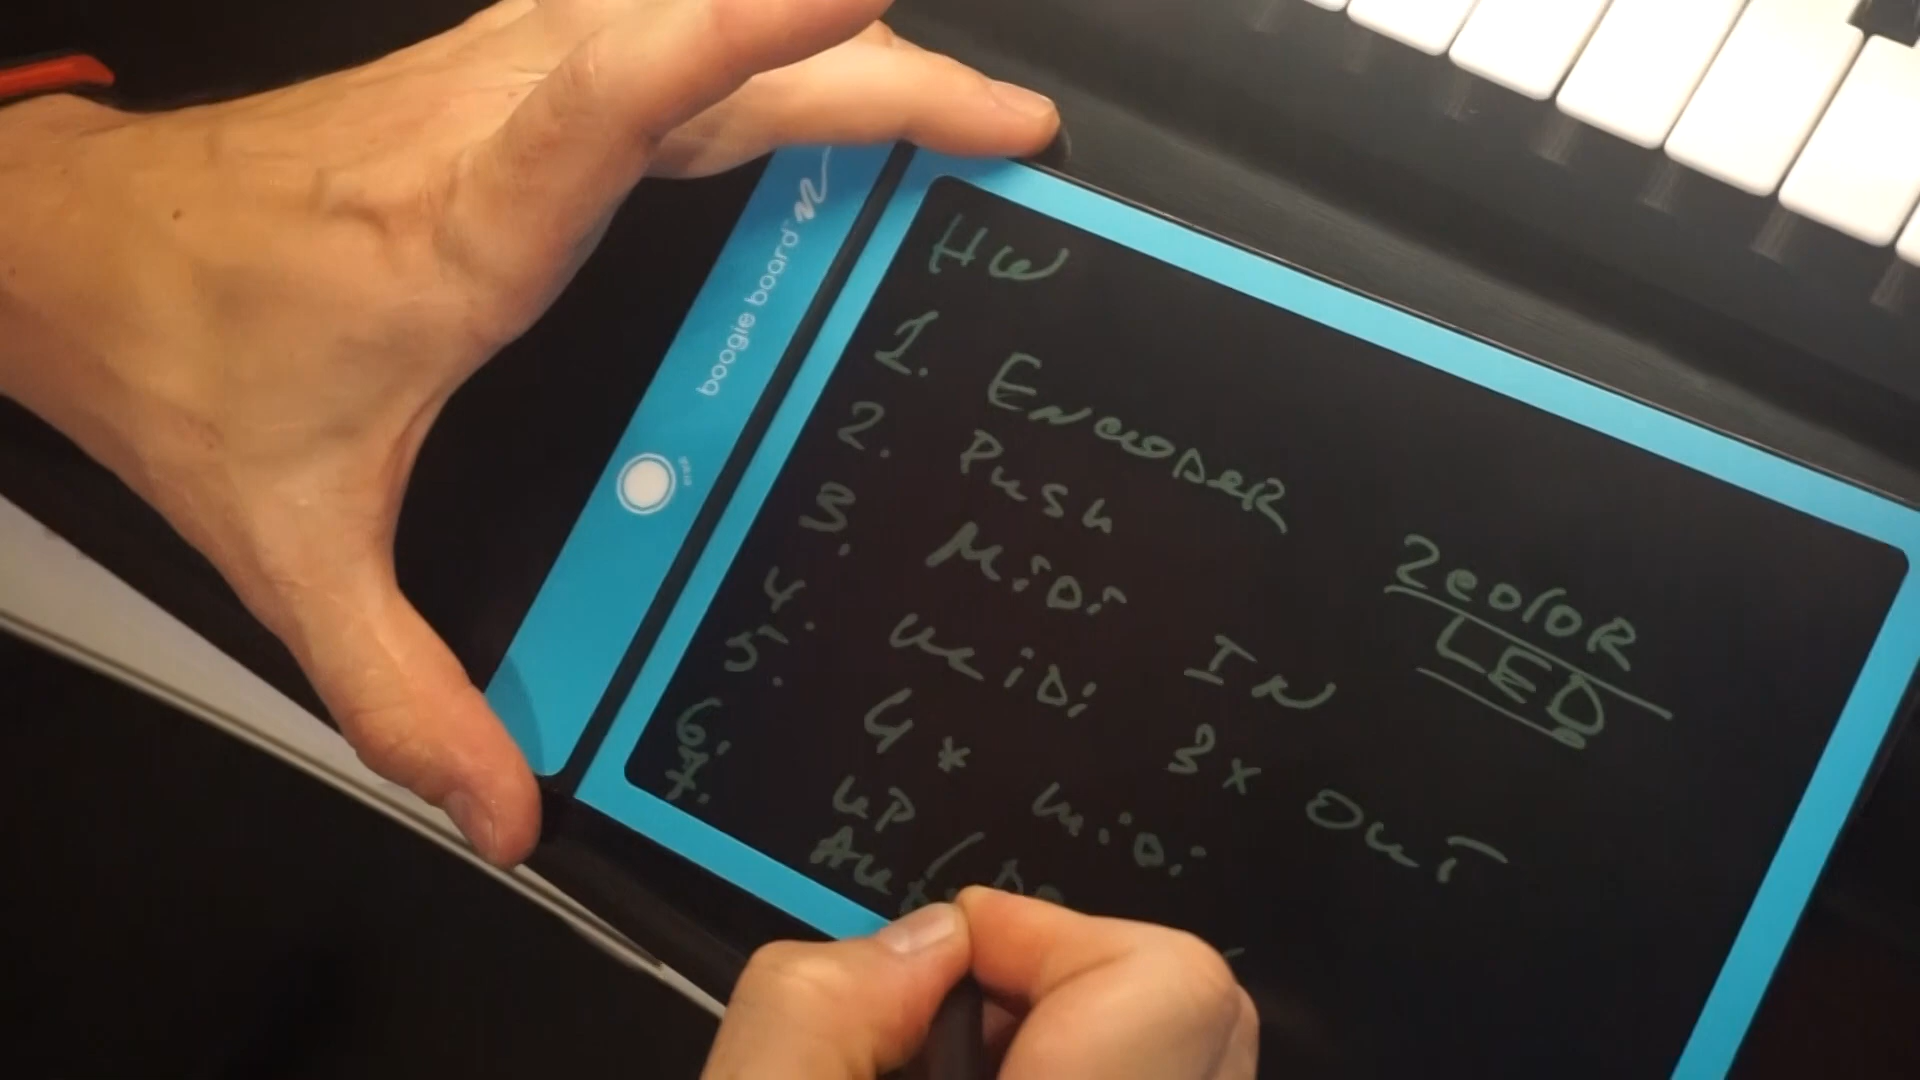 boogie board
HW
1. ENCODER
2. Push 2COLOR
LED
3. MiDi IN
4. MiDi 3x OUT
5. 4* MiDi
6. UP /
7.